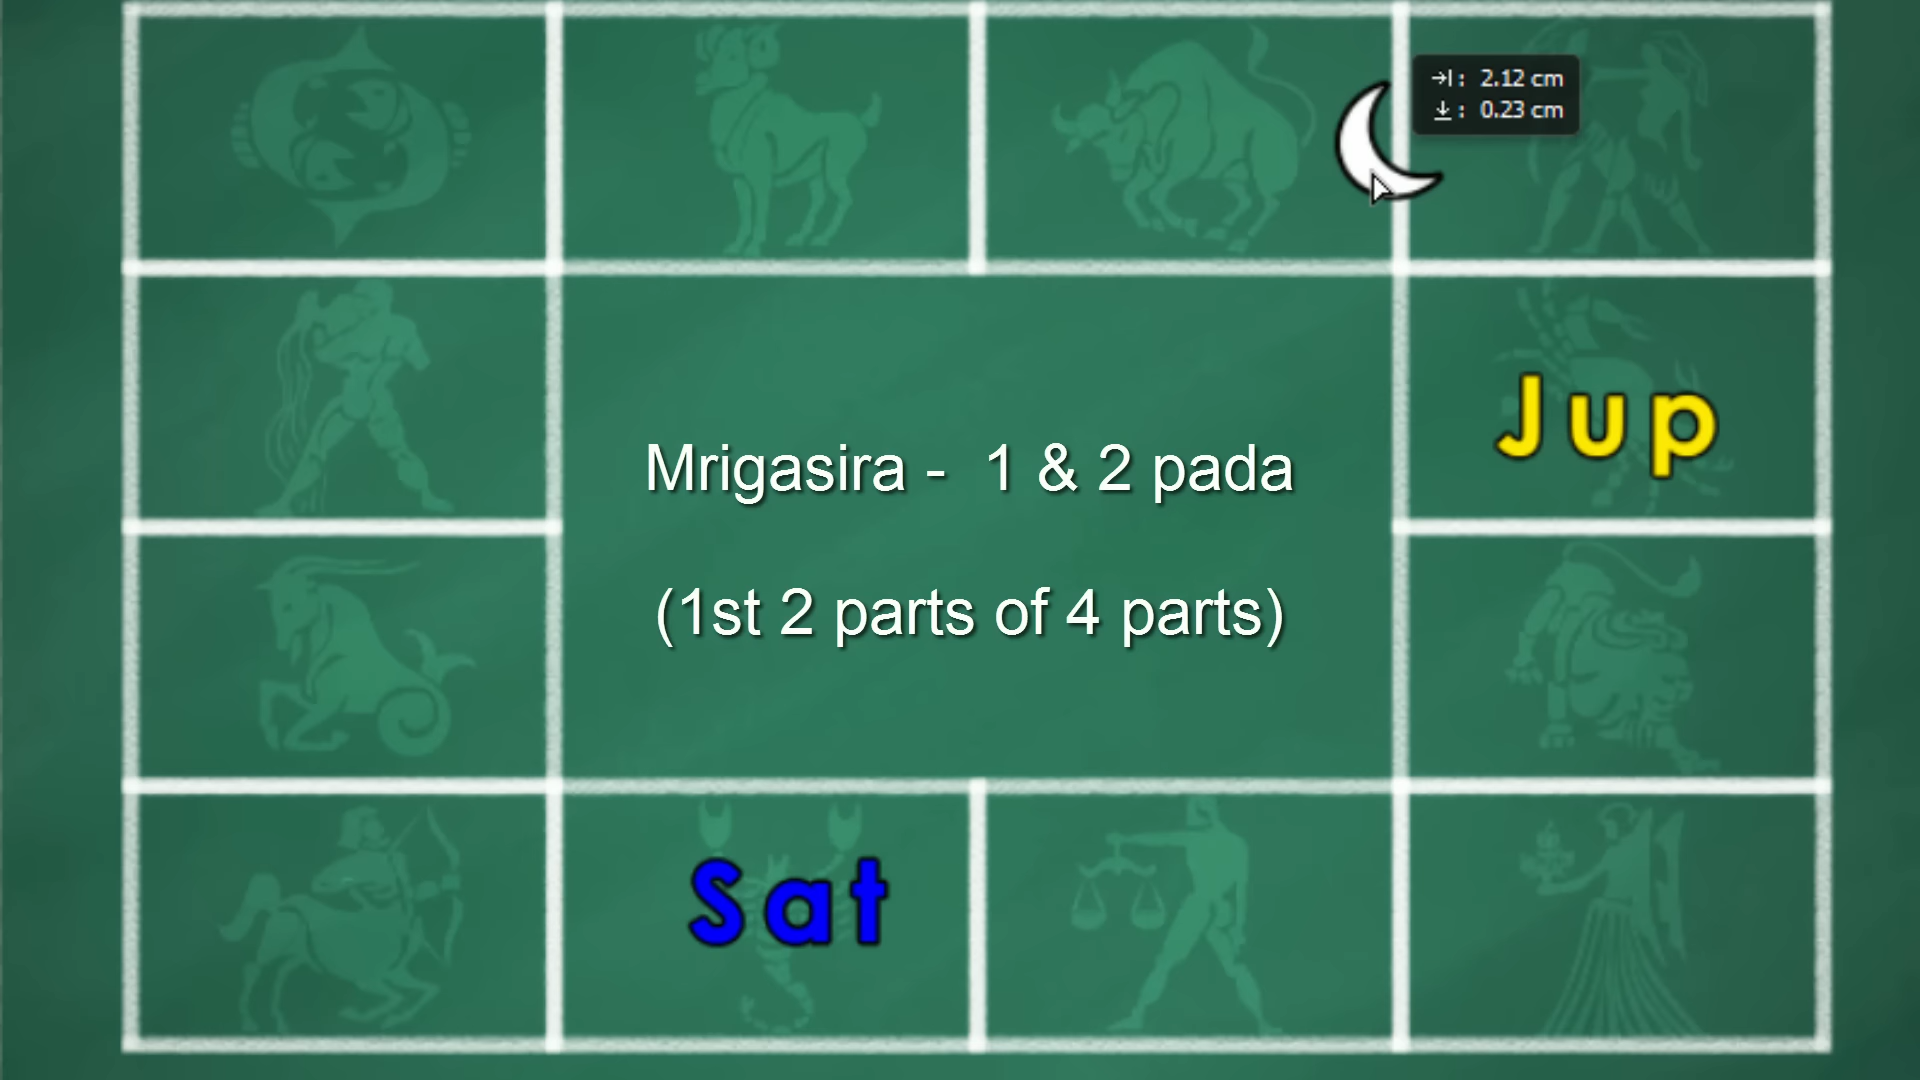 →|: 2.12 cm
↓: 0.23 cm
Jup
Mrigasira - 1 & 2 pada
(1st 2 parts of 4 parts)
Sat